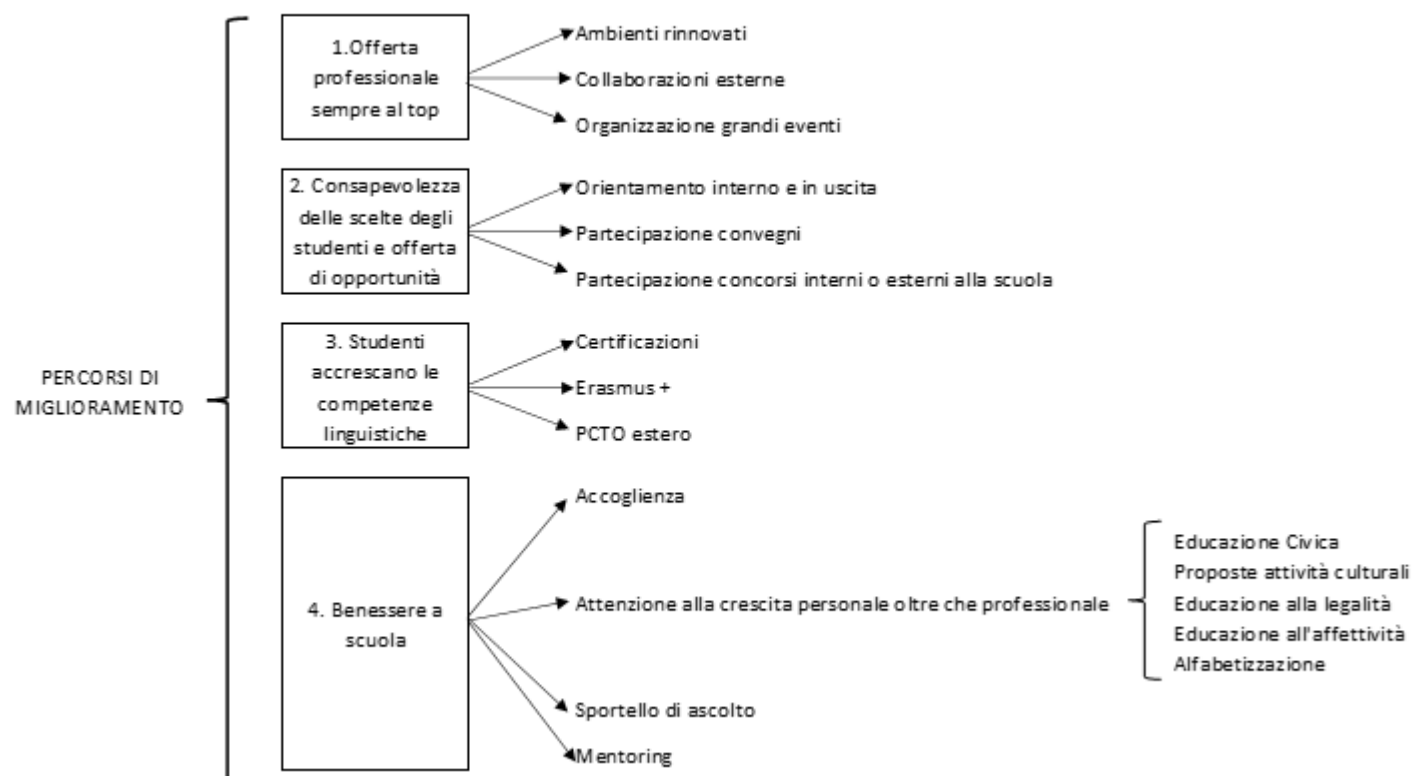 PERCORSI DI
MIGLIORAMENTO
1.Offerta
professionale
sempre al top
Ambienti rinnovati
Collaborazioni esterne
Organizzazione grandi eventi
2. Consapevolezza
delle scelte degli
studenti e offerta
di opportunità
Orientamento interno e in uscita
Partecipazione convegni
Partecipazione concorsi interni o esterni alla scuola
3. Studenti
accrescano le
competenze
linguistiche
Certificazioni
Erasmus +
PCTO estero
4. Benessere a
scuola
Accoglienza
Attenzione alla crescita personale oltre che professionale
Educazione Civica
Proposte attività culturali
Educazione alla legalità
Educazione all'affettività
Alfabetizzazione
Sportello di ascolto
Mentoring